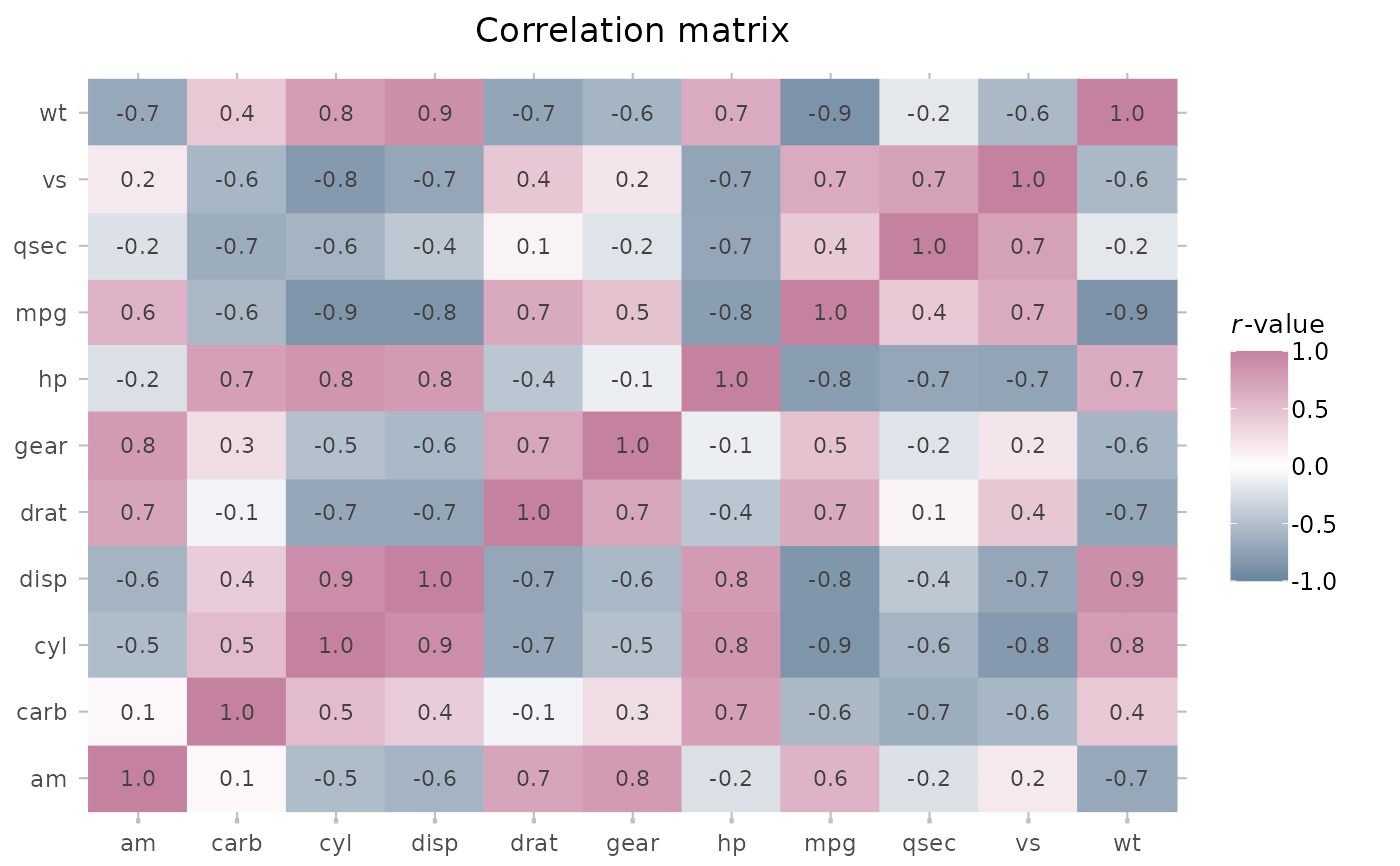 Correlation matrix
wt -0.7 0.4 0.8 0.9 -0.7 -0.6 0.7 -0.9 -0.2 -0.6 1.0
vs 0.2 -0.6 -0.8 -0.7 0.4 0.2 -0.7 0.7 0.7 1.0 -0.6
qsec -0.2 -0.7 -0.6 -0.4 0.1 -0.2 -0.7 0.4 1.0 0.7 -0.2
mpg 0.6 -0.6 -0.9 -0.8 0.7 0.5 -0.8 1.0 0.4 0.7 -0.9
hp -0.2 0.7 0.8 0.8 -0.4 -0.1 1.0 -0.8 -0.7 -0.7 0.7
gear 0.8 0.3 -0.5 -0.6 0.7 1.0 -0.1 0.5 -0.2 0.2 -0.6
drat 0.7 -0.1 -0.7 -0.7 1.0 0.7 -0.4 0.7 0.1 0.4 -0.7
disp -0.6 0.4 0.9 1.0 -0.7 -0.6 0.8 -0.8 -0.4 -0.7 0.9
cyl -0.5 0.5 1.0 0.9 -0.7 -0.5 0.8 -0.9 -0.6 -0.8 0.8
carb 0.1 1.0 0.5 0.4 -0.1 0.3 0.7 -0.6 -0.7 -0.6 0.4
am 1.0 0.1 -0.5 -0.6 0.7 0.8 -0.2 0.6 -0.2 0.2 -0.7
am carb cyl disp drat gear hp mpg qsec vs wt
r-value
1.0
0.5
0.0
-0.5
-1.0